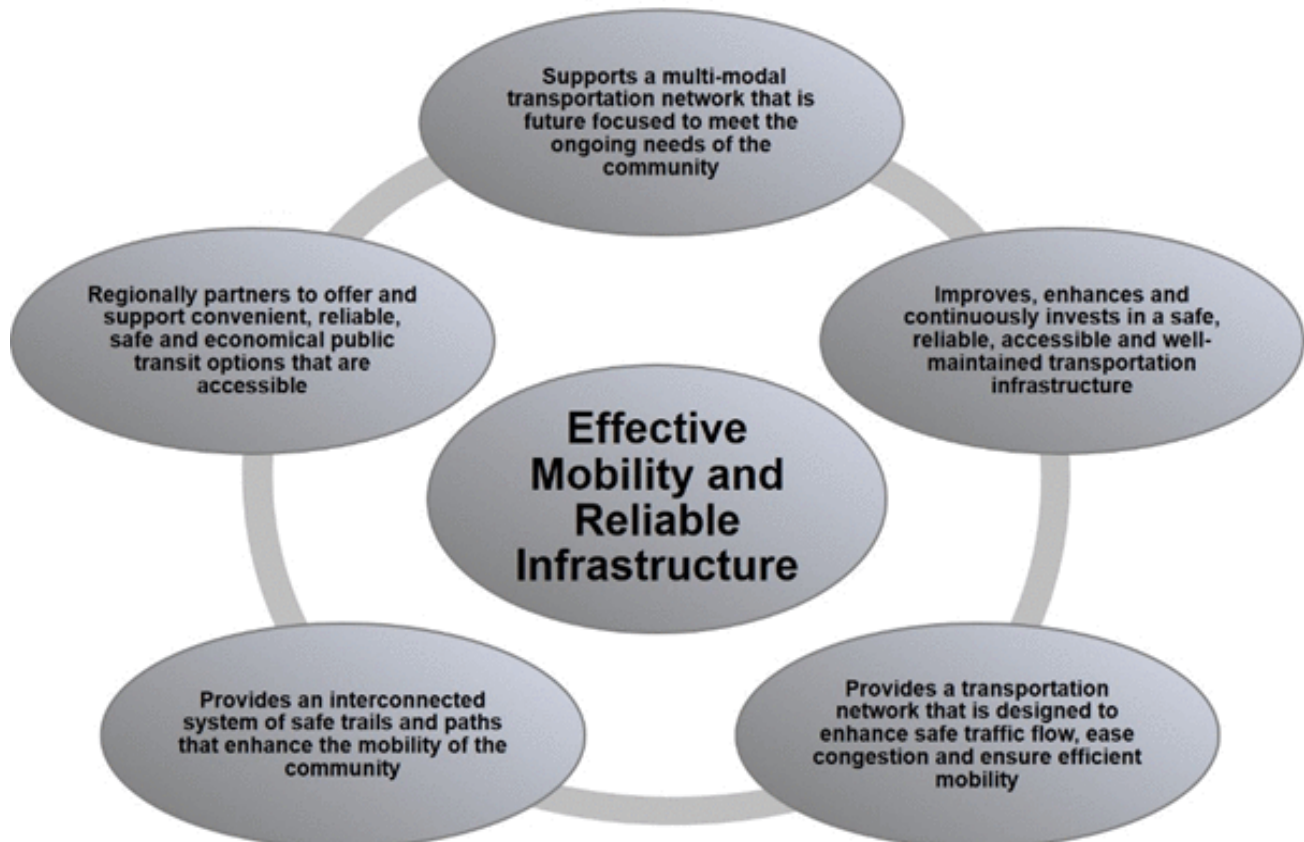 Supports a multi-modal
transportation network that is
future focused to meet the
ongoing needs of the
community
Regionally partners to offer and
support convenient, reliable,
safe and economical public
transit options that are
accessible
Improves, enhances and
continuously invests in a safe,
reliable, accessible and well-
maintained transportation
infrastructure
Effective
Mobility and
Reliable
Infrastructure
Provides an interconnected
system of safe trails and paths
that enhance the mobility of the
community
Provides a transportation
network that is designed to
enhance safe traffic flow, ease
congestion and ensure efficient
mobility